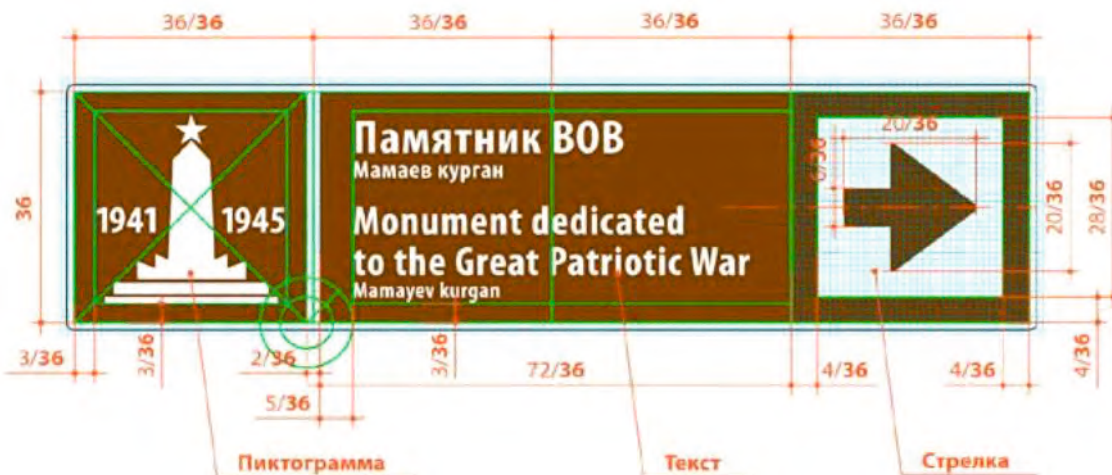 36/36 36/36 36/36 36/36
36
Памятник ВОВ
Мамаев курган
1941 1945
Monument dedicated
to the Great Patriotic War
Mamayev kurgan
20/36
6/36
20/36
28/36
3/36 3/36 2/36 3/36 72/36 4/36 4/36 4/36
5/36
Пиктограмма Текст Стрелка